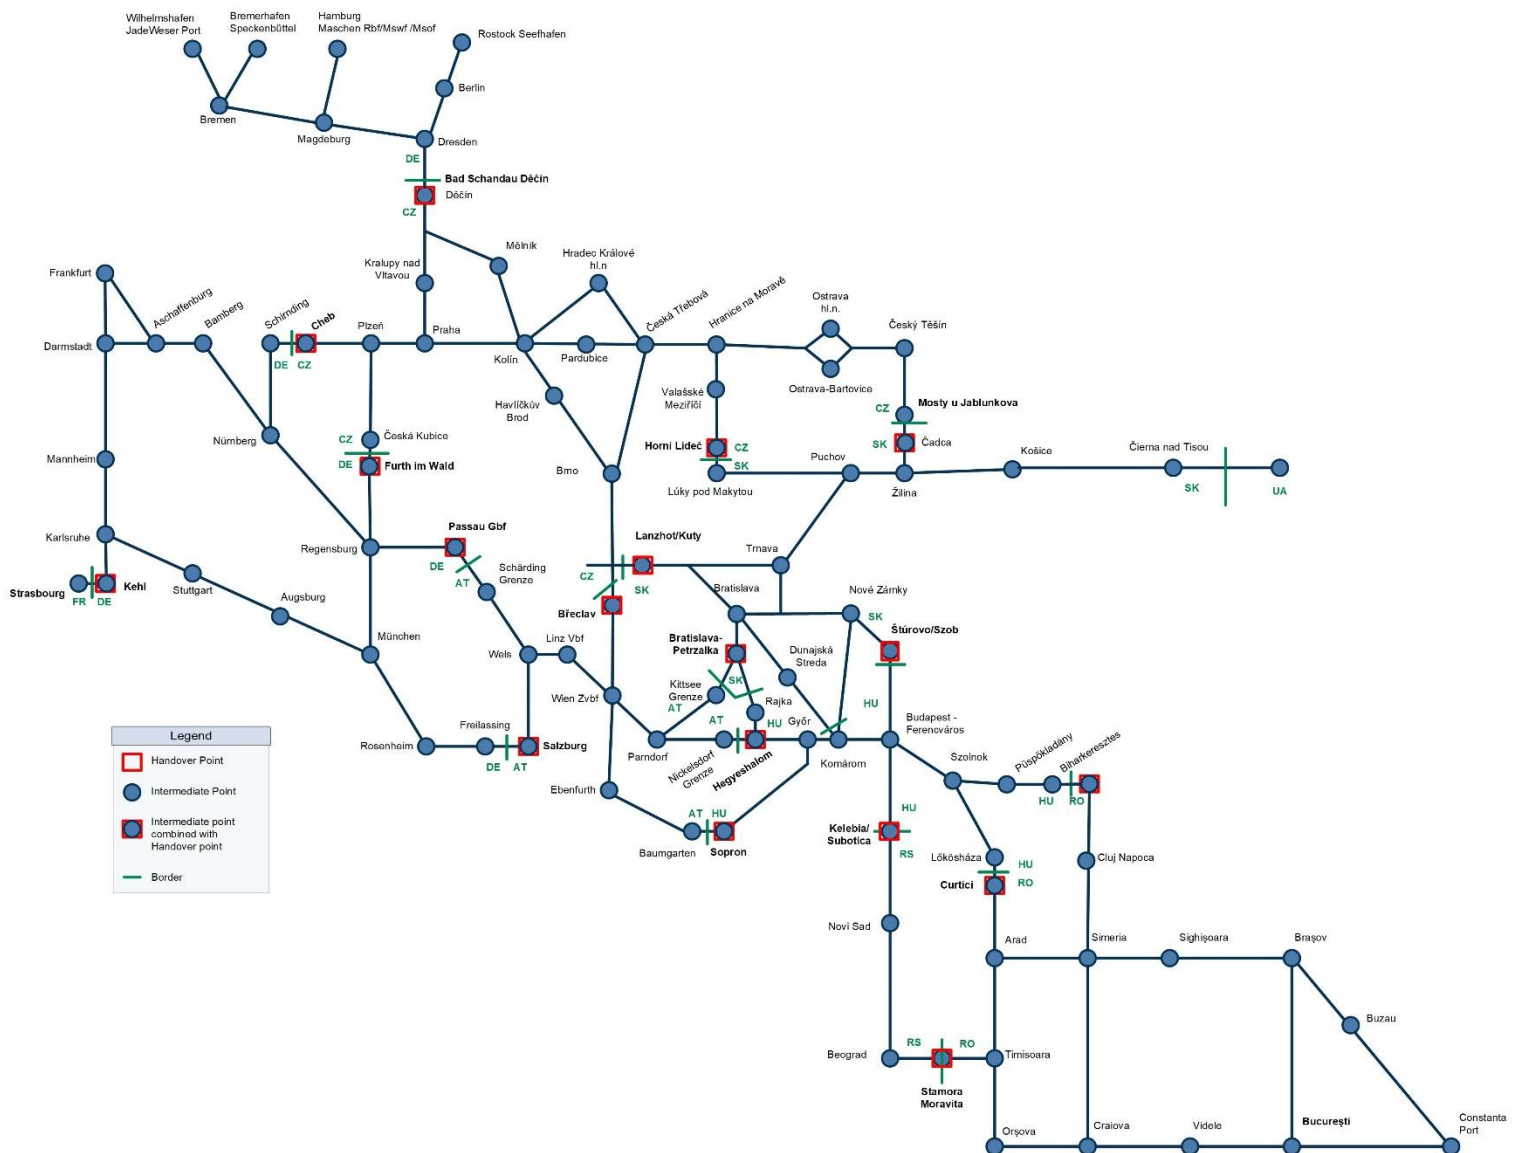 Wilhelmshafen
JadeWeser Port
Bremerhafen
Speckenbüttel
Hamburg
Maschen Rbf/Mswf /Msof
Rostock Seefhafen
Berlin
Bremen
Magdeburg
Dresden
DE
Bad Schandau Děčín
Děčín
CZ
Mělník
Hradec Králové
hl.n
Kralupy nad
Vltavou
Frankfurt
Aschaffenburg
Bamberg
Schirnding
Cheb
Plzeň
Praha
Česká Třebová
Hranice na Moravě
Ostrava
hl.n.
Český Těšín
Darmstadt
DE
CZ
Kolín
Pardubice
Ostrava-Bartovice
Valašské
Meziříčí
Havlíčkův
Brod
CZ
Mosty u Jablunkova
Nürnberg
CZ
Česká Kubice
Horní Lideč
CZ
SK
Čadca
Košice
Čierna nad Tisou
Mannheim
DE
Furth im Wald
Brno
SK
Puchov
Lúky pod Makytou
Žilina
SK
UA
Karlsruhe
Regensburg
Passau Gbf
Lanzhot/Kuty
Trnava
DE
AT
Schärding
Grenze
CZ
SK
Strasbourg
FR
DE
Kehl
Stuttgart
Augsburg
Břeclav
Bratislava
Nové Zárnky
SK
Štúrovo/Szob
München
Linz Vbf
Wels
Bratislava-
Petrzalka
Dunajská
Streda
SK
Kittsee
Grenze
AT
Wien Zvbf
Rajka
HU
AT
HU
Győr
Budapest -
Ferencváros
Legend
Handover Point
Intermediate Point
Intermediate point
combined with
Handover point
Border
Rosenheim
Freilassing
DE
AT
Salzburg
Parndorf
Nickelsdorf
Grenze
Hegyeshalom
Komárom
Szolnok
Püspökladány
Biharkeresztes
HU
RO
Ebenfurth
AT
HU
Baumgarten
Sopron
HU
Kelebia/
Subotica
RS
Lőkösháza
HU
RO
Curtici
Cluj Napoca
Novi Sad
Arad
Simeria
Sighişoara
Braşov
Buzau
Beograd
RS
RO
Timisoara
Stamora
Moravita
Orşova
Craiova
Videle
Bucureşti
Constanta
Port